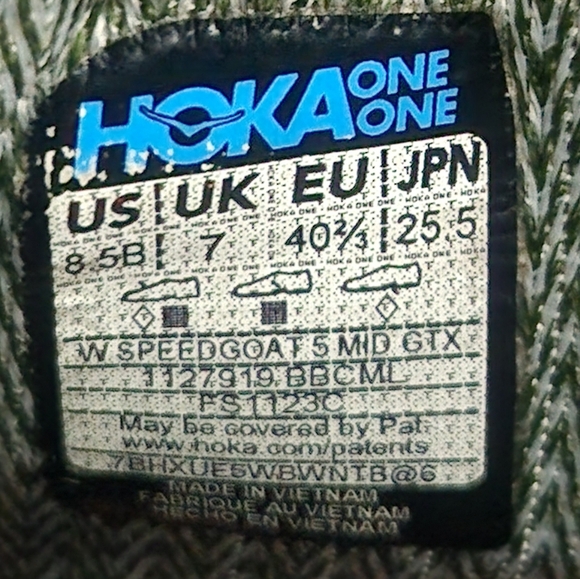 HOKA ONE ONE
US UK EU JPN
8.5B 7 40⅔ 25.5
W SPEEDGOAT 5 MID GTX
1127919 BBCML
FS1123C
May be covered by Pat.
www.hoka.com/patents
7BHXUE6WBWNTB@6
MADE IN VIETNAM
FABRIQUE AU VIETNAM
HECHO EN VIETNAM